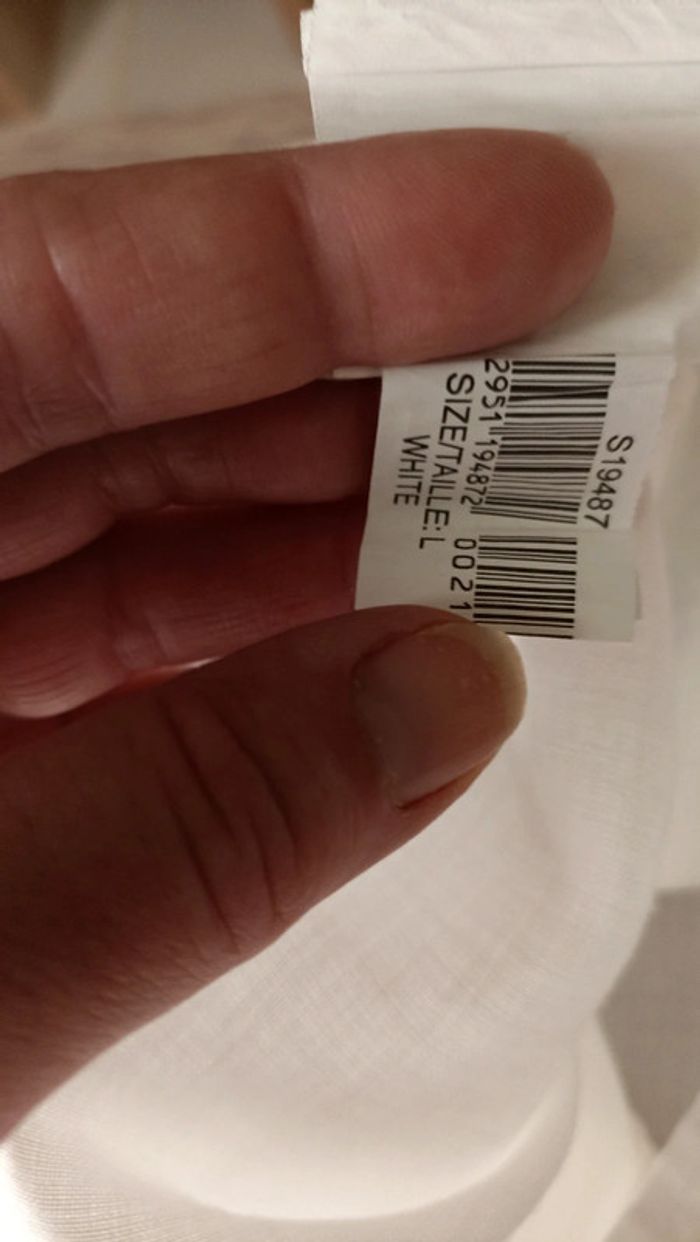 S19487
2951 194872 0021
SIZE/TAILLE:L
WHITE